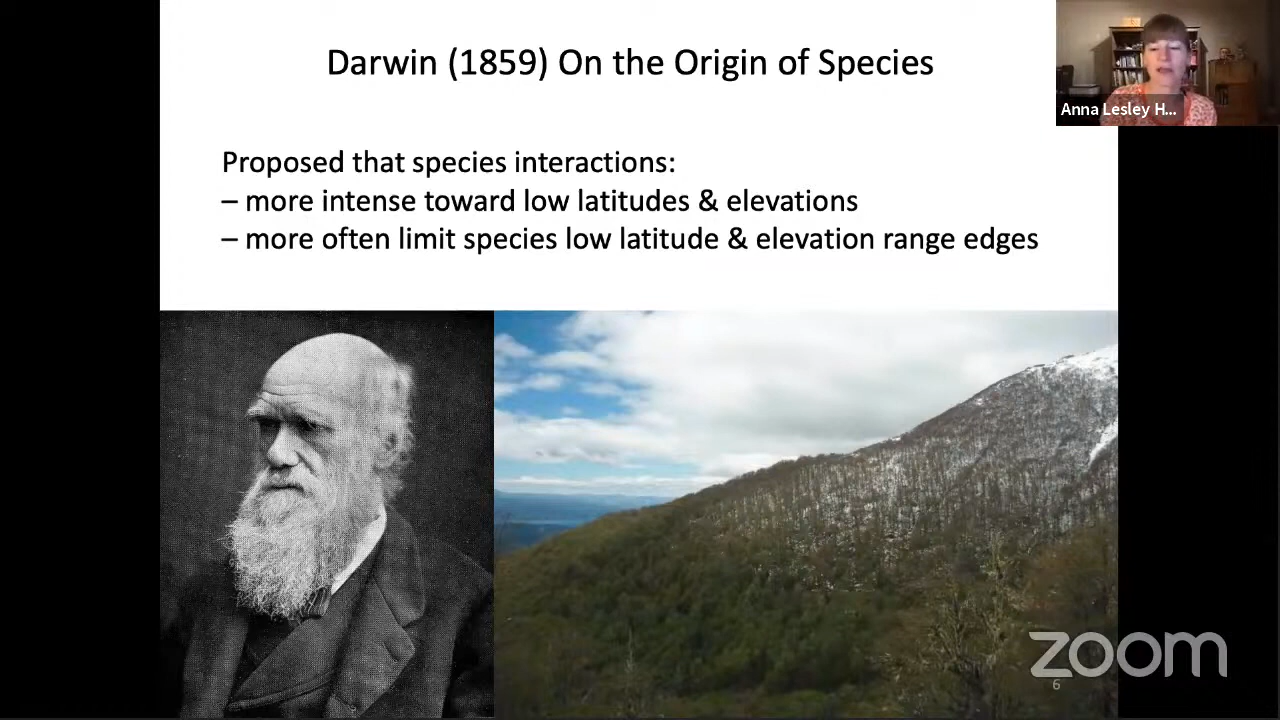 Darwin (1859) On the Origin of Species
Anna Lesley H...
Proposed that species interactions:
– more intense toward low latitudes & elevations
– more often limit species low latitude & elevation range edges
zoom
6